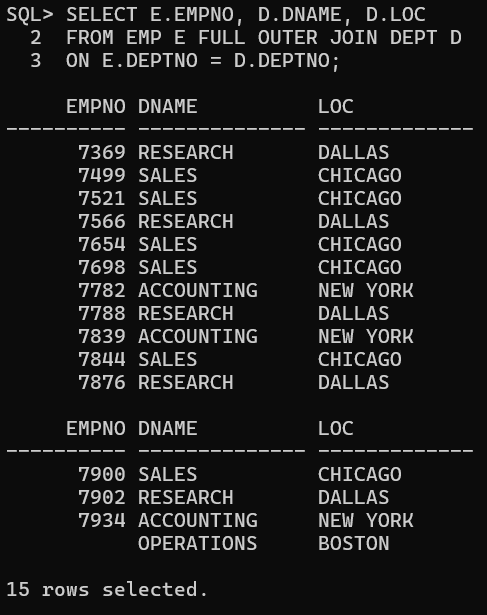 SQL> SELECT E.EMPNO, D.DNAME, D.LOC
  2  FROM EMP E FULL OUTER JOIN DEPT D
  3  ON E.DEPTNO = D.DEPTNO;

     EMPNO DNAME          LOC
---------- -------------- -------------
      7369 RESEARCH       DALLAS
      7499 SALES          CHICAGO
      7521 SALES          CHICAGO
      7566 RESEARCH       DALLAS
      7654 SALES          CHICAGO
      7698 SALES          CHICAGO
      7782 ACCOUNTING     NEW YORK
      7788 RESEARCH       DALLAS
      7839 ACCOUNTING     NEW YORK
      7844 SALES          CHICAGO
      7876 RESEARCH       DALLAS

     EMPNO DNAME          LOC
---------- -------------- -------------
      7900 SALES          CHICAGO
      7902 RESEARCH       DALLAS
      7934 ACCOUNTING     NEW YORK
           OPERATIONS     BOSTON

15 rows selected.